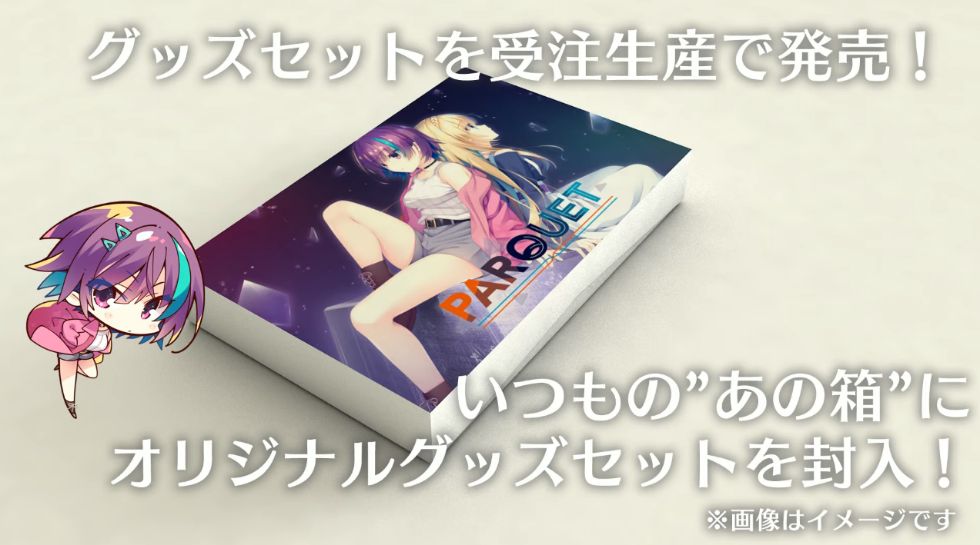 グッズセットを受注生産で発売！
PARQUET
いつもの”あの箱”に
オリジナルグッズセットを封入！
※画像はイメージです